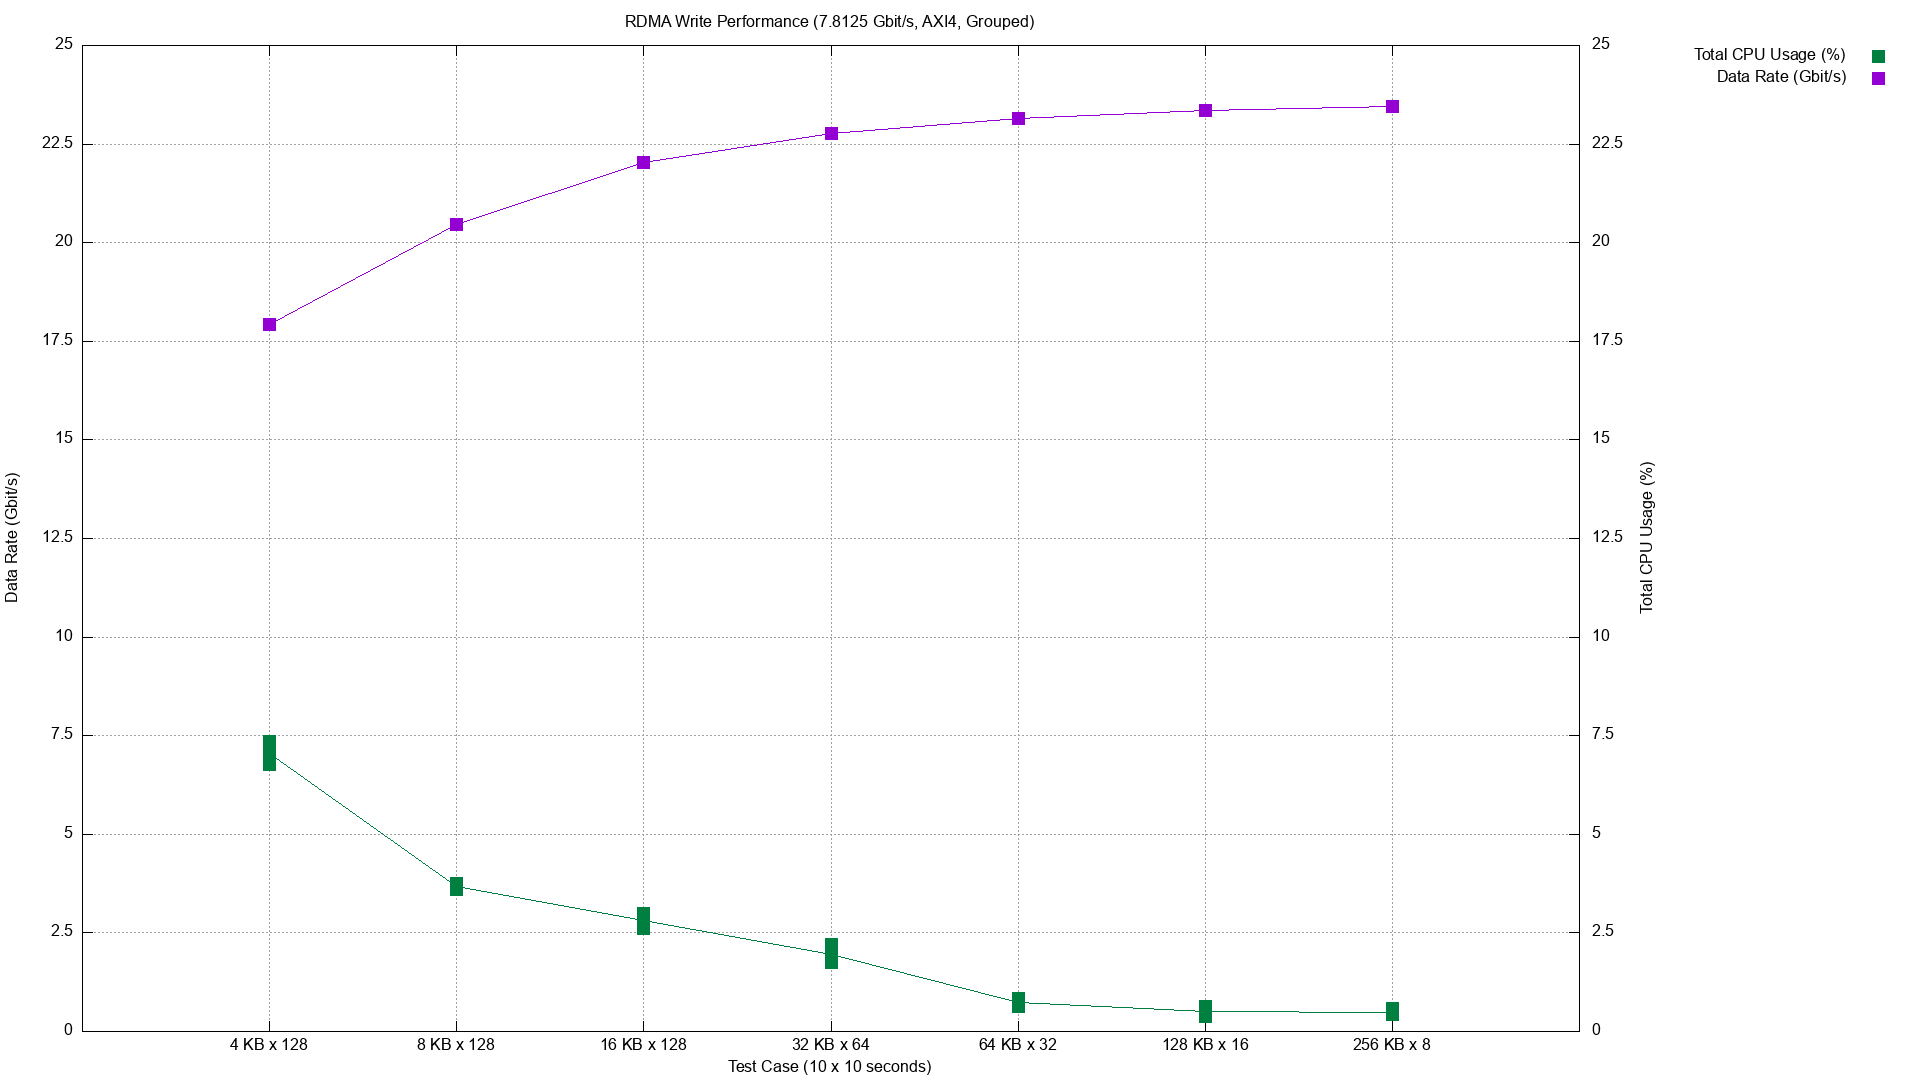 RDMA Write Performance (7.8125 Gbit/s, AXI4, Grouped)
Total CPU Usage (%)
Data Rate (Gbit/s)
25
22.5
20
17.5
15
12.5
10
7.5
5
2.5
0
Data Rate (Gbit/s)
25
22.5
20
17.5
15
12.5
10
7.5
5
2.5
0
Total CPU Usage (%)
4 KB x 128
8 KB x 128
16 KB x 128
32 KB x 64
64 KB x 32
128 KB x 16
256 KB x 8
Test Case (10 x 10 seconds)